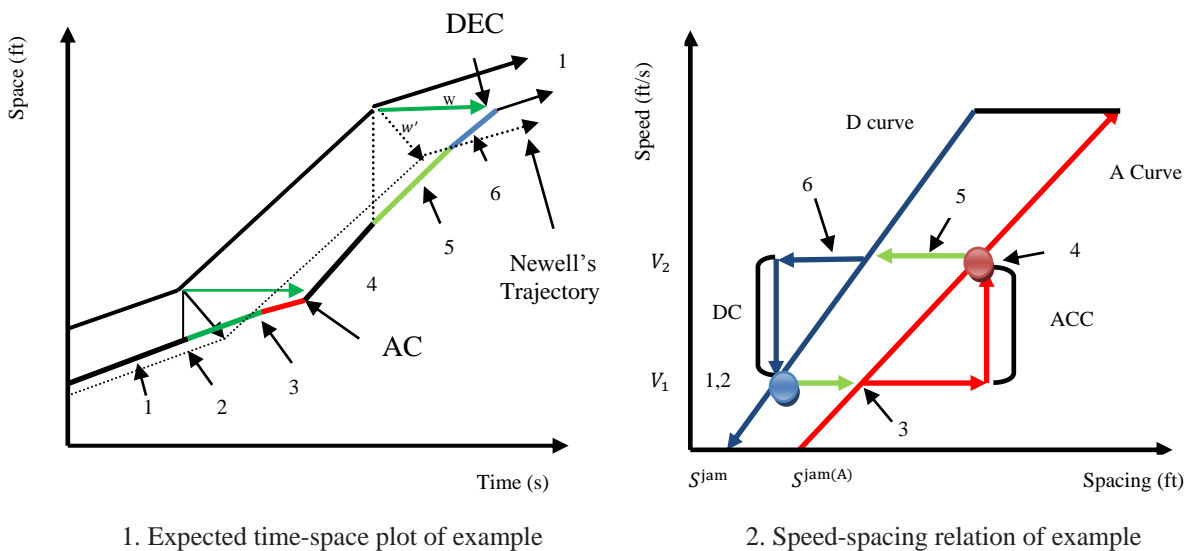 DEC
1
w
w'
6
5
4
Newell's
Trajectory
AC
3
2
1
Space (ft)
Time (s)
1. Expected time-space plot of example
Speed (ft/s)
D curve
A Curve
6
5
4
V₂
DC
ACC
V₁
1,2
3
S^jam
S^jam(A)
Spacing (ft)
2. Speed-spacing relation of example